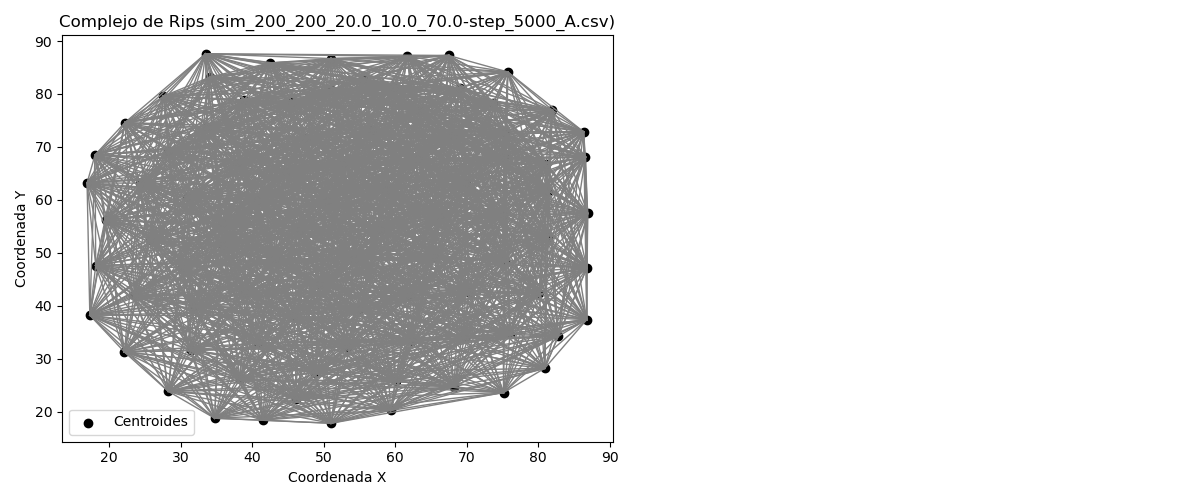 Complejo de Rips (sim_200_200_20.0_10.0_70.0-step_5000_A.csv)
90
80
70
60
50
40
30
20
Coordenada Y
Centroides
20 30 40 50 60 70 80 90
Coordenada X